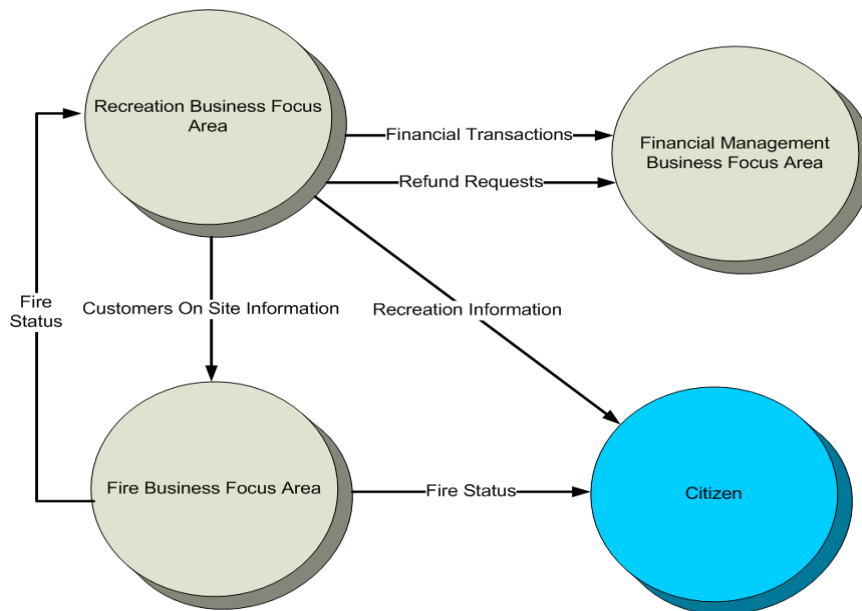 Recreation Business Focus
Area
Financial Transactions
Financial Management
Business Focus Area
Refund Requests
Fire
Status
Customers On Site Information
Recreation Information
Fire Business Focus Area
Fire Status
Citizen